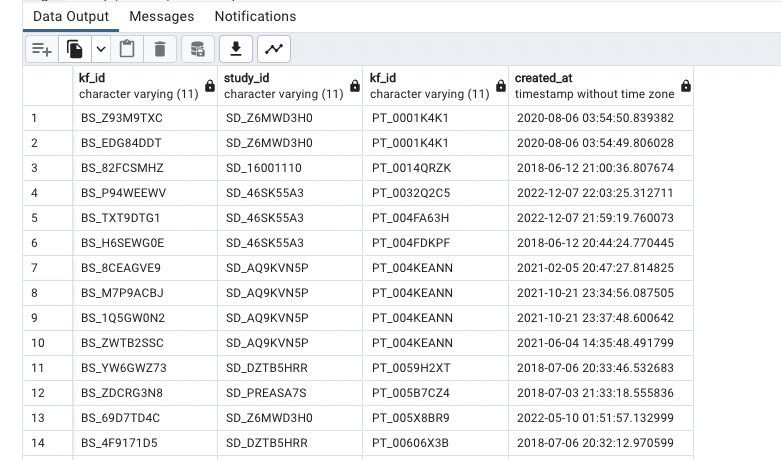 Data Output Messages Notifications
kf_id study_id kf_id created_at
character varying (11) character varying (11) character varying (11) timestamp without time zone
1 BS_Z93M9TXC SD_Z6MWD3H0 PT_0001K4K1 2020-08-06 03:54:50.839382
2 BS_EDG84DDT SD_Z6MWD3H0 PT_0001K4K1 2020-08-06 03:54:49.806028
3 BS_82FCSMHZ SD_16001110 PT_0014QRZK 2018-06-12 21:00:36.807674
4 BS_P94WEEWV SD_46SK55A3 PT_0032Q2C5 2022-12-07 22:03:25.312711
5 BS_TXT9DTG1 SD_46SK55A3 PT_004FA63H 2022-12-07 21:59:19.760073
6 BS_H6SEWG0E SD_46SK55A3 PT_004FDKPF 2018-06-12 20:44:24.770445
7 BS_8CEAGVE9 SD_AQ9KVN5P PT_004KEANN 2021-02-05 20:47:27.814825
8 BS_M7P9ACBJ SD_AQ9KVN5P PT_004KEANN 2021-10-21 23:34:56.087505
9 BS_1Q5GW0N2 SD_AQ9KVN5P PT_004KEANN 2021-10-21 23:37:48.600642
10 BS_ZWTB2SSC SD_AQ9KVN5P PT_004KEANN 2021-06-04 14:35:48.491799
11 BS_YW6GWZ73 SD_DZTB5HRR PT_0059H2XT 2018-07-06 20:33:46.532683
12 BS_ZDCRG3N8 SD_PREASA7S PT_005B7CZ4 2018-07-03 21:33:18.555836
13 BS_69D7TD4C SD_Z6MWD3H0 PT_005X8BR9 2022-05-10 01:51:57.132999
14 BS_4F9171D5 SD_DZTB5HRR PT_00606X3B 2018-07-06 20:32:12.970599